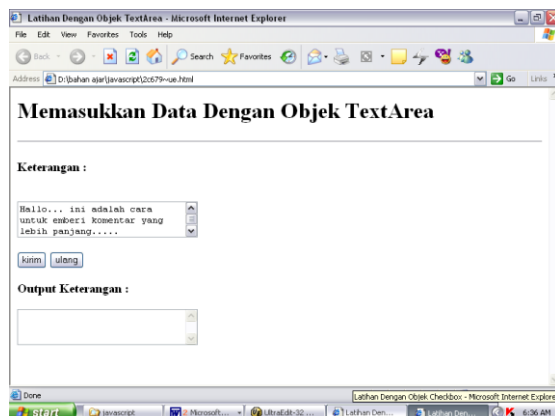 Latihan Dengan Objek TextArea - Microsoft Internet Explorer
File Edit View Favorites Tools Help
Back Search Favorites
Address D:\bahan ajar\javascript\2c679~ue.html Go Links
Memasukkan Data Dengan Objek TextArea
Keterangan :
Hallo... ini adalah cara
untuk emberi komentar yang
lebih panjang.....
kirim ulang
Output Keterangan :
Done
Latihan Dengan Objek Checkbox - Microsoft Internet Explor
start javascript 2 Microsoft... UltraEdit-32 ... Latihan Den... Latihan Den... 6:36 AM